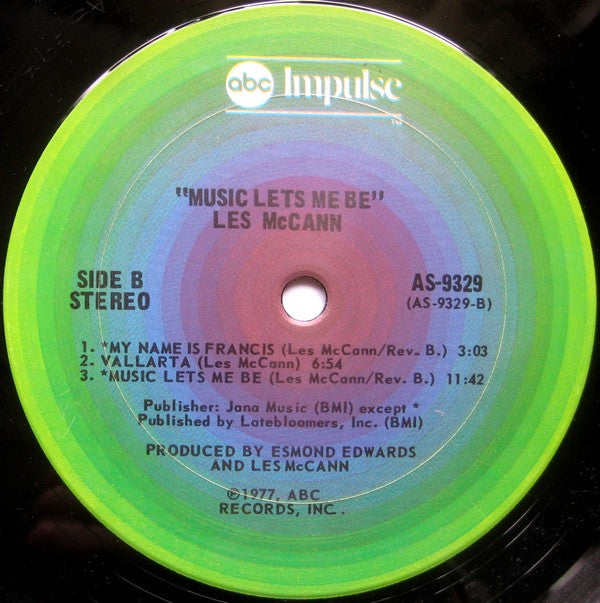 abc Impulse
TM
"MUSIC LETS ME BE"
LES McCANN
SIDE B
STEREO
AS-9329
(AS-9329-B)
1. *MY NAME IS FRANCIS (Les McCann/Rev. B.) 3:03
2. VALLARTA (Les McCann) 6:54
3. *MUSIC LETS ME BE (Les McCann/Rev. B.) 11:42
Publisher: Jana Music (BMI) except *
Published by Latebloomers, Inc. (BMI)
PRODUCED BY ESMOND EDWARDS
AND LES McCANN
©1977, ABC
RECORDS, INC.